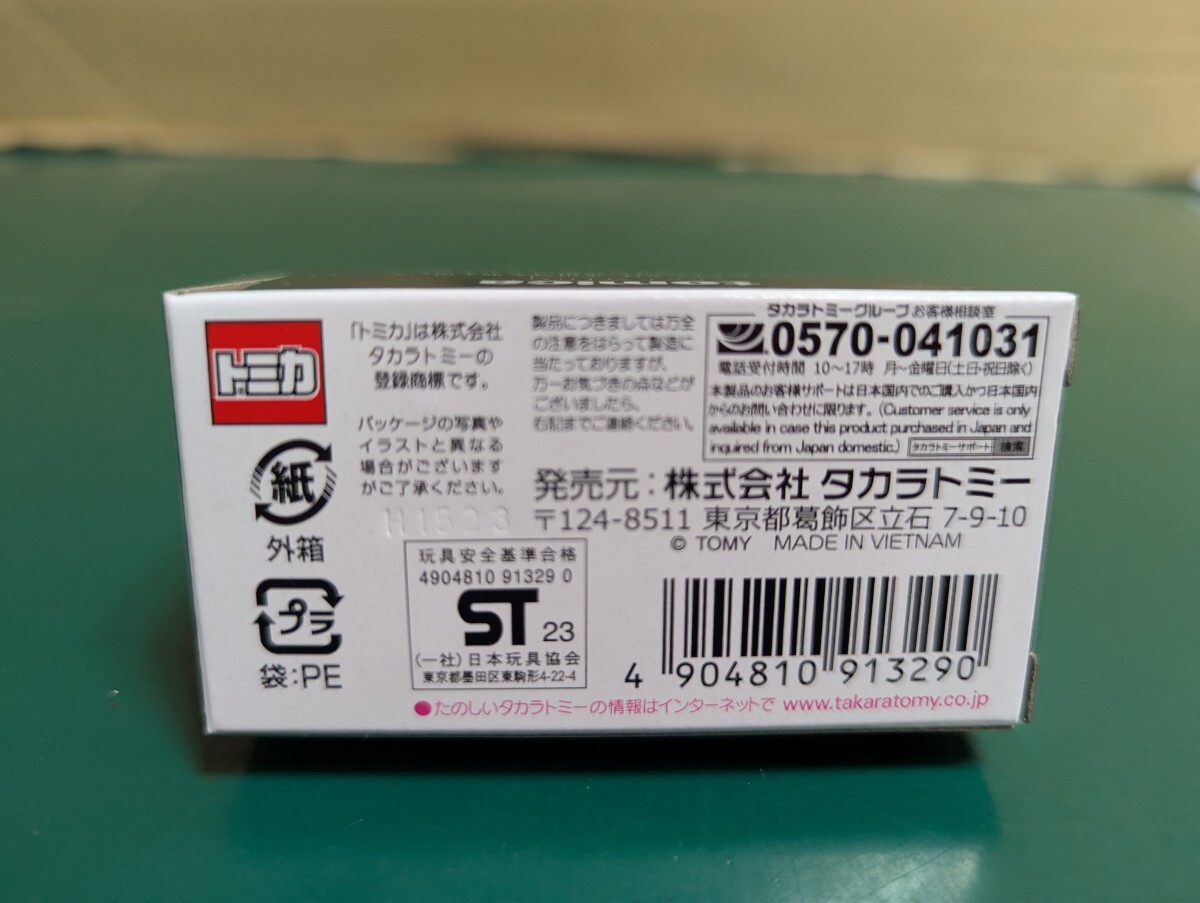 tomica
トミカ
「トミカ」は株式会社
タカラトミーの
登録商標です。
パッケージの写真や
イラストと異なる
場合がございます
がご了承ください。
製品につきましては万全
の注意をはらって製造に
当たっておりますが、
万一お気づきの点などが
ございましたら、
右記までご連絡ください。
タカラトミーグループお客様相談室
0570-041031
電話受付時間 10〜17時 月〜金曜日(土日・祝日除く)
本製品のお客様サポートは日本国内でのご購入かつ日本国内
からのお問い合わせに限ります。(Customer service is only
available in case this product purchased in Japan and
inquired from Japan domestic.) タカラトミーサポート 検索
紙
外箱
プラ
袋:PE
発売元:株式会社 タカラトミー
〒124-8511 東京都葛飾区立石 7-9-10
© TOMY MADE IN VIETNAM
H1523
玩具安全基準合格
4904810 91329 0
ST 23
(一社)日本玩具協会
東京都墨田区東駒形4-22-4
4 904810 913290
●たのしいタカラトミーの情報はインターネットで www.takaratomy.co.jp